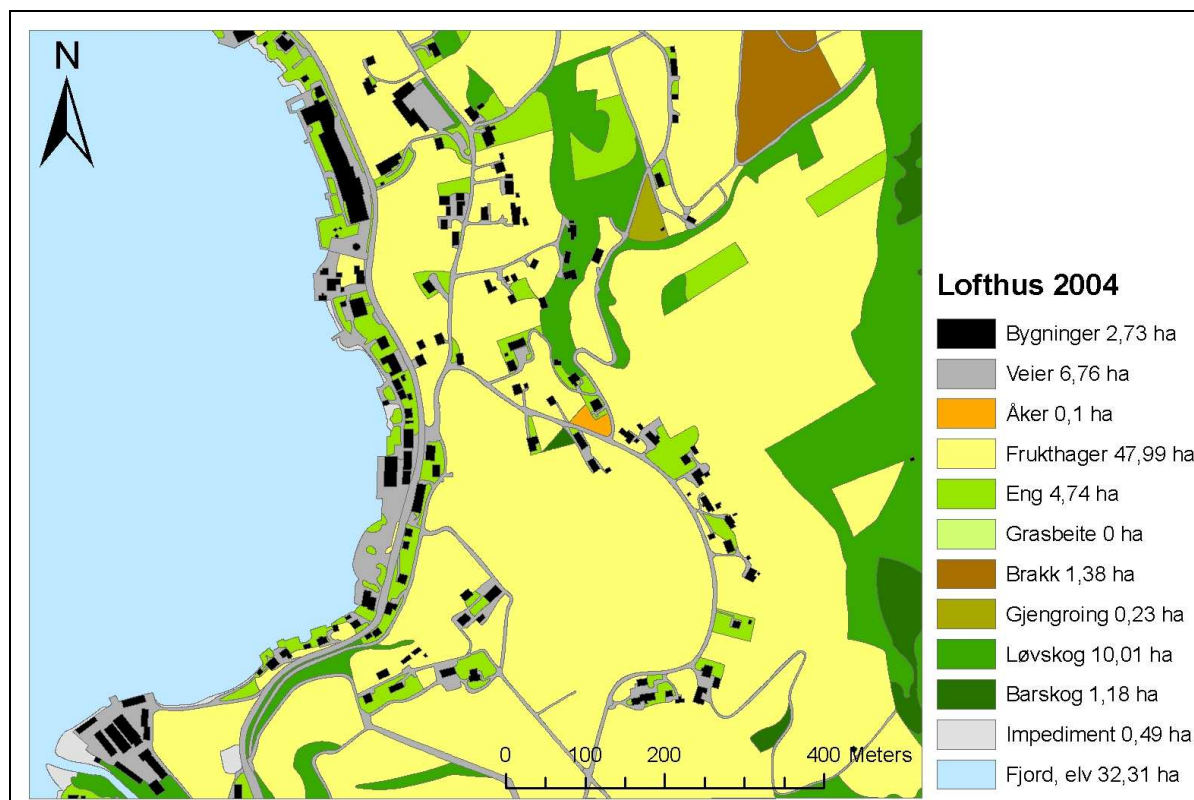 N
Lofthus 2004
Bygninger 2,73 ha
Veier 6,76 ha
Åker 0,1 ha
Frukthager 47,99 ha
Eng 4,74 ha
Grasbeite 0 ha
Brakk 1,38 ha
Gjengroing 0,23 ha
Løvskog 10,01 ha
Barskog 1,18 ha
Impediment 0,49 ha
Fjord, elv 32,31 ha
0 100 200 400 Meters